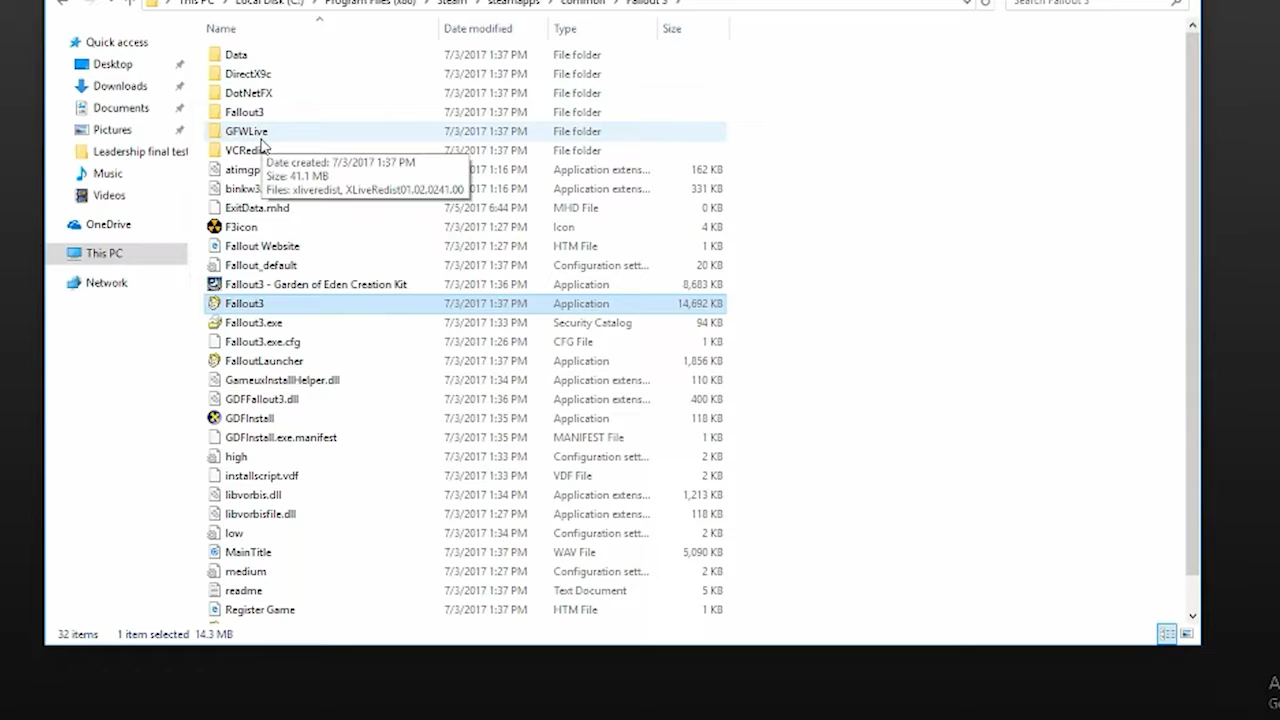 This PC > Local Disk (C:) > Program Files (x86) > Steam > steamapps > common > Fallout 3 > Search Fallout 3
Name Date modified Type Size
Quick access
Desktop
Downloads
Documents
Pictures
Leadership final test
Music
Videos
OneDrive
This PC
Network
Data 7/3/2017 1:37 PM File folder
DirectX9c 7/3/2017 1:37 PM File folder
DotNetFX 7/3/2017 1:37 PM File folder
Fallout3 7/3/2017 1:37 PM File folder
GFWLive 7/3/2017 1:37 PM File folder
VCRedis 7/3/2017 1:37 PM File folder
Date created: 7/3/2017 1:37 PM
Size: 41.1 MB
Files: xliveredist, XLiveRedist01.02.0241.00
atimgp 2017 1:16 PM Application extens... 162 KB
binkw3 2017 1:16 PM Application extens... 331 KB
ExitData.mhd 7/5/2017 6:44 PM MHD File 0 KB
F3icon 7/3/2017 1:27 PM Icon 4 KB
Fallout Website 7/3/2017 1:27 PM HTM File 1 KB
Fallout_default 7/3/2017 1:37 PM Configuration sett... 20 KB
Fallout3 - Garden of Eden Creation Kit 7/3/2017 1:36 PM Application 8,683 KB
Fallout3 7/3/2017 1:37 PM Application 14,692 KB
Fallout3.exe 7/3/2017 1:33 PM Security Catalog 94 KB
Fallout3.exe.cfg 7/3/2017 1:26 PM CFG File 1 KB
FalloutLauncher 7/3/2017 1:37 PM Application 1,856 KB
GameuxInstallHelper.dll 7/3/2017 1:34 PM Application extens... 110 KB
GDFFallout3.dll 7/3/2017 1:36 PM Application extens... 400 KB
GDFInstall 7/3/2017 1:35 PM Application 118 KB
GDFInstall.exe.manifest 7/3/2017 1:35 PM MANIFEST File 1 KB
high 7/3/2017 1:33 PM Configuration sett... 2 KB
installscript.vdf 7/3/2017 1:33 PM VDF File 2 KB
libvorbis.dll 7/3/2017 1:34 PM Application extens... 1,213 KB
libvorbisfile.dll 7/3/2017 1:27 PM Application extens... 118 KB
low 7/3/2017 1:34 PM Configuration sett... 2 KB
MainTitle 7/3/2017 1:37 PM WAV File 5,090 KB
medium 7/3/2017 1:27 PM Configuration sett... 2 KB
readme 7/3/2017 1:37 PM Text Document 5 KB
Register Game 7/3/2017 1:37 PM HTM File 1 KB
32 items 1 item selected 14.3 MB